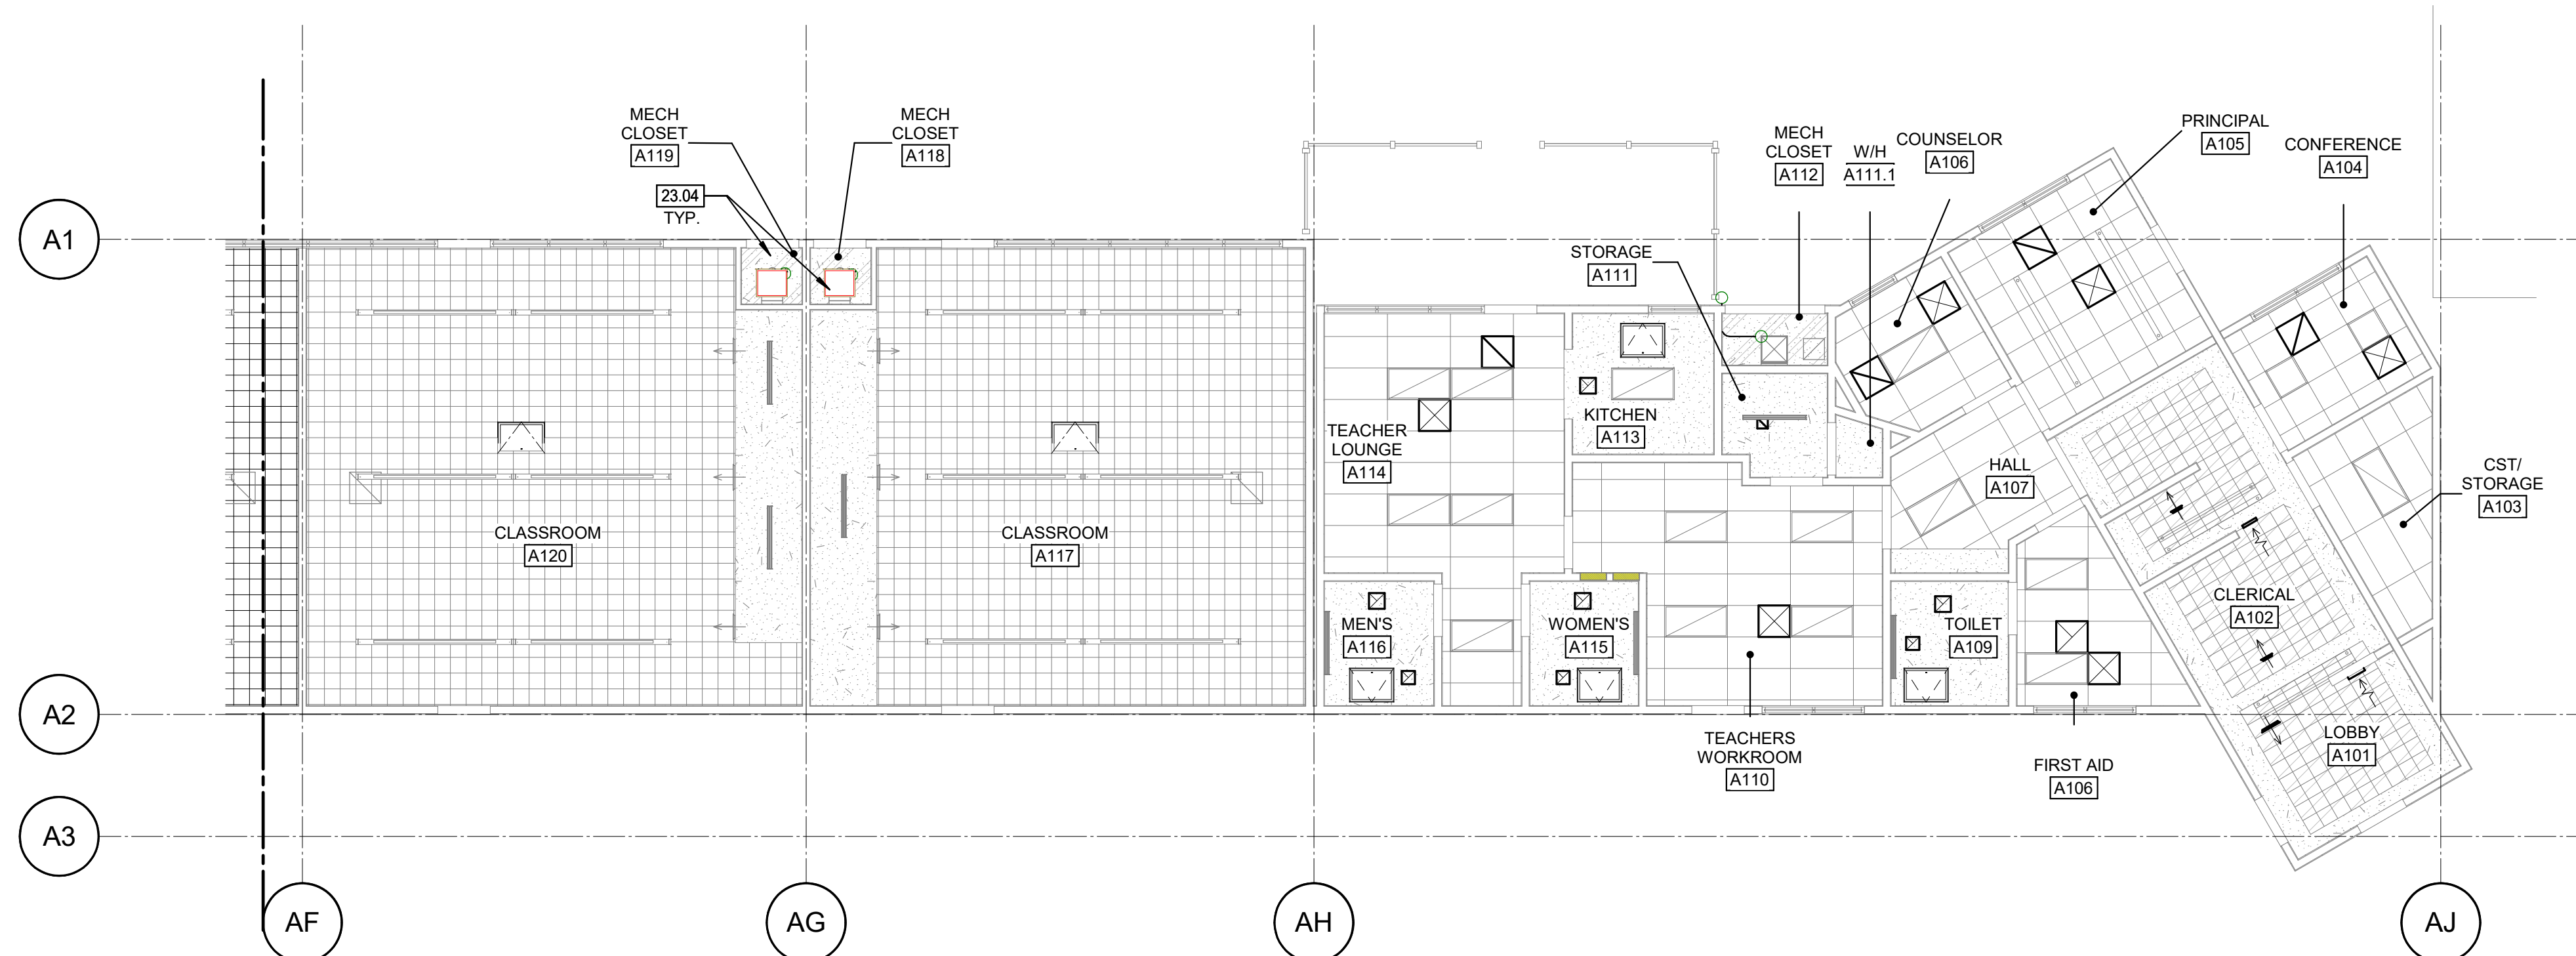 MECH
CLOSET
A119
MECH
CLOSET
A118
23.04
TYP.
MECH
CLOSET
A112
W/H
A111.1
COUNSELOR
A106
PRINCIPAL
A105
CONFERENCE
A104
STORAGE
A111
A1
KITCHEN
A113
TEACHER
LOUNGE
A114
HALL
A107
CST/
STORAGE
A103
CLASSROOM
A120
CLASSROOM
A117
MEN'S
A116
WOMEN'S
A115
TOILET
A109
CLERICAL
A102
A2
LOBBY
A101
TEACHERS
WORKROOM
A110
FIRST AID
A106
A3
AF
AG
AH
AJ